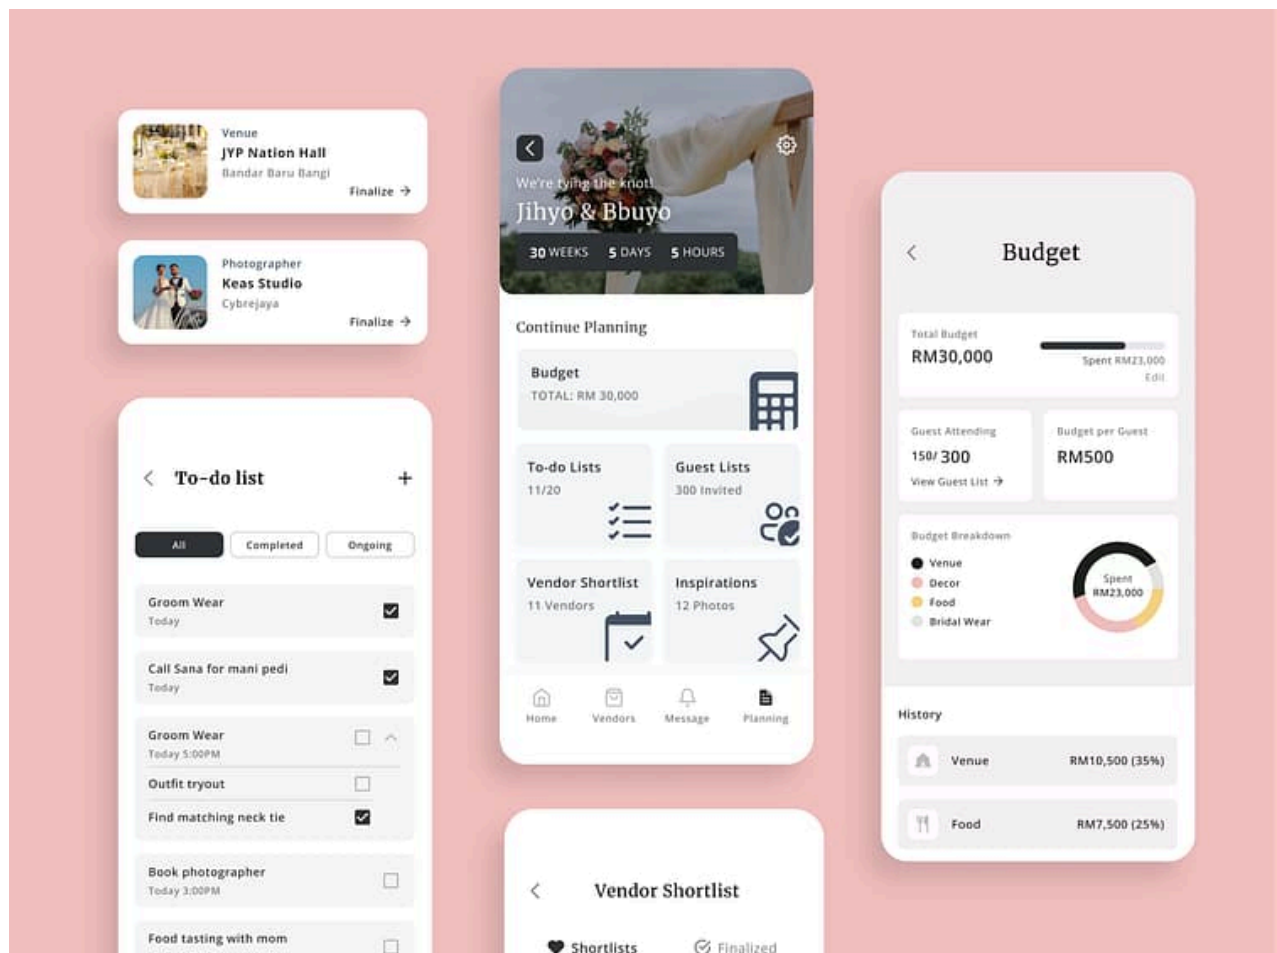 Venue
JYP Nation Hall
Bandar Baru Bangi
Finalize →
Photographer
Keas Studio
Cybrejaya
Finalize →
To-do list
All
Completed
Ongoing
Groom Wear
Today
Call Sana for mani pedi
Today
Groom Wear
Today 5:00PM
Outfit tryout
Find matching neck tie
Book photographer
Today 3:00PM
Food tasting with mom
We're tying the knot!
Jihyo & Bbuyo
30 WEEKS 5 DAYS 5 HOURS
Continue Planning
Budget
TOTAL: RM 30,000
To-do Lists
11/20
Guest Lists
300 Invited
Vendor Shortlist
11 Vendors
Inspirations
12 Photos
Home
Vendors
Message
Planning
Vendor Shortlist
Shortlists
Finalized
Budget
Total Budget
RM30,000
Spent RM23,000
Edit
Guest Attending
150/ 300
View Guest List →
Budget per Guest
RM500
Budget Breakdown
Venue
Decor
Food
Bridal Wear
Spent
RM23,000
History
Venue RM10,500 (35%)
Food RM7,500 (25%)